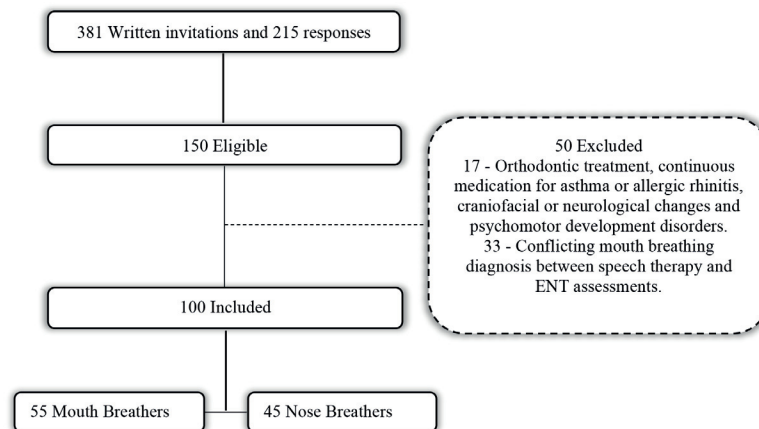 381 Written invitations and 215 responses
150 Eligible
50 Excluded
17 - Orthodontic treatment, continuous
medication for asthma or allergic rhinitis,
craniofacial or neurological changes and
psychomotor development disorders.
33 - Conflicting mouth breathing
diagnosis between speech therapy and
ENT assessments.
100 Included
55 Mouth Breathers
45 Nose Breathers